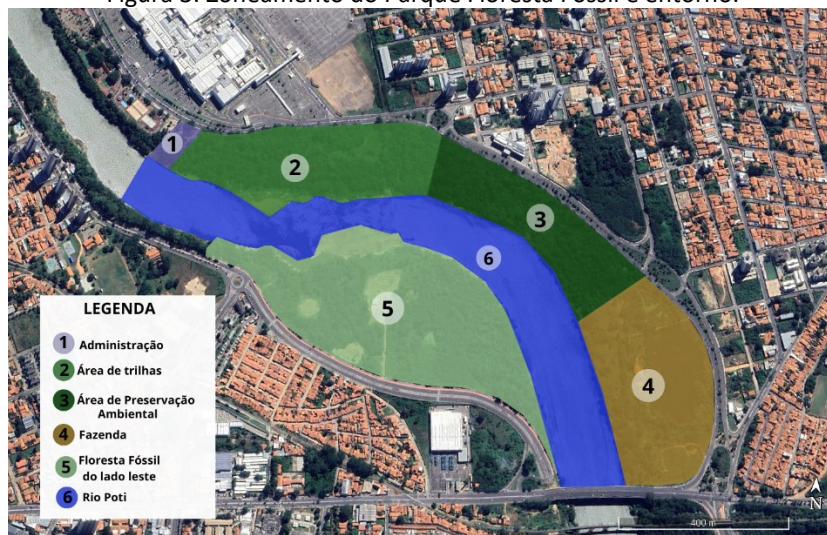 Figura 3: Zoneamento do Parque Floresta Fóssil e entorno.
1
2
3
6
5
4
LEGENDA
1 Administração
2 Área de trilhas
3 Área de Preservação
Ambiental
4 Fazenda
5 Floresta Fóssil
do lado leste
6 Rio Poti
N
400 m